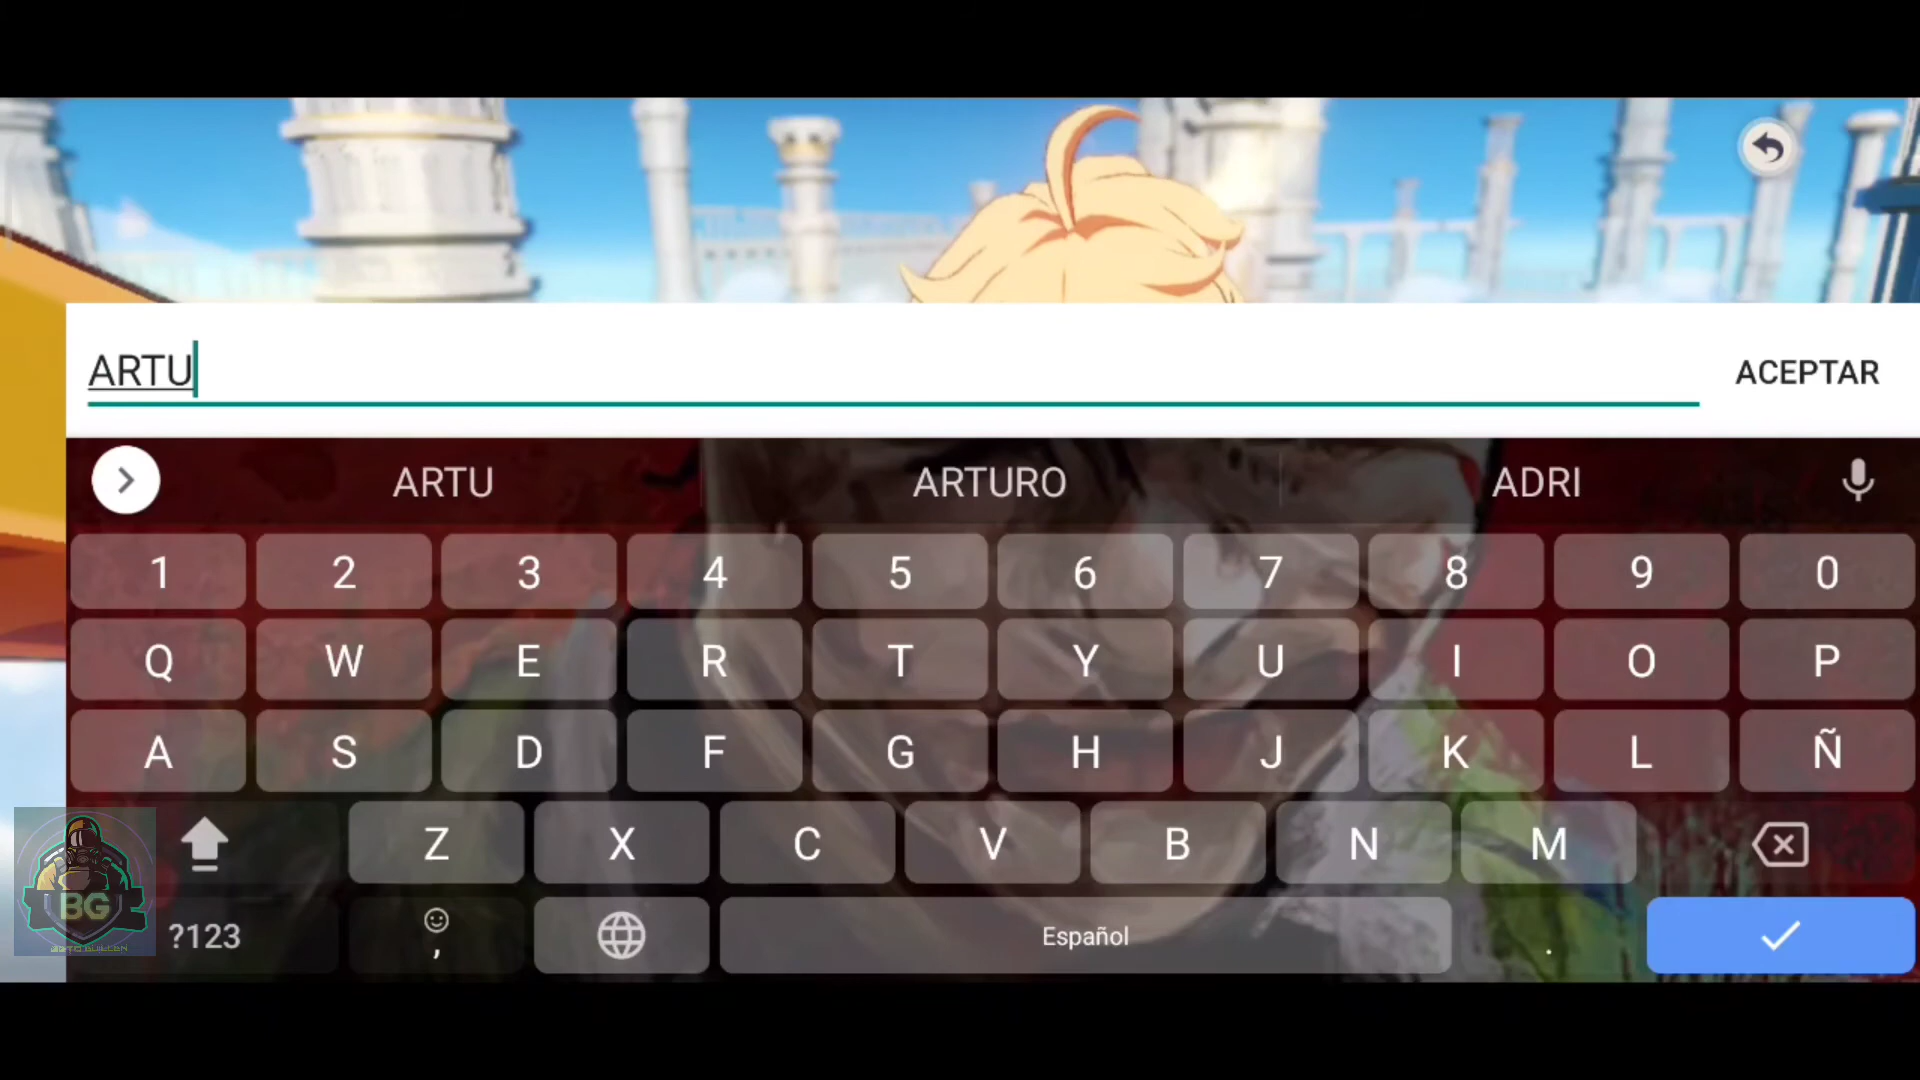 ARTU
ACEPTAR
ARTU ARTURO ADRI
1 2 3 4 5 6 7 8 9 0
Q W E R T Y U I O P
A S D F G H J K L Ñ
Z X C V B N M
?123 , Español .
BG